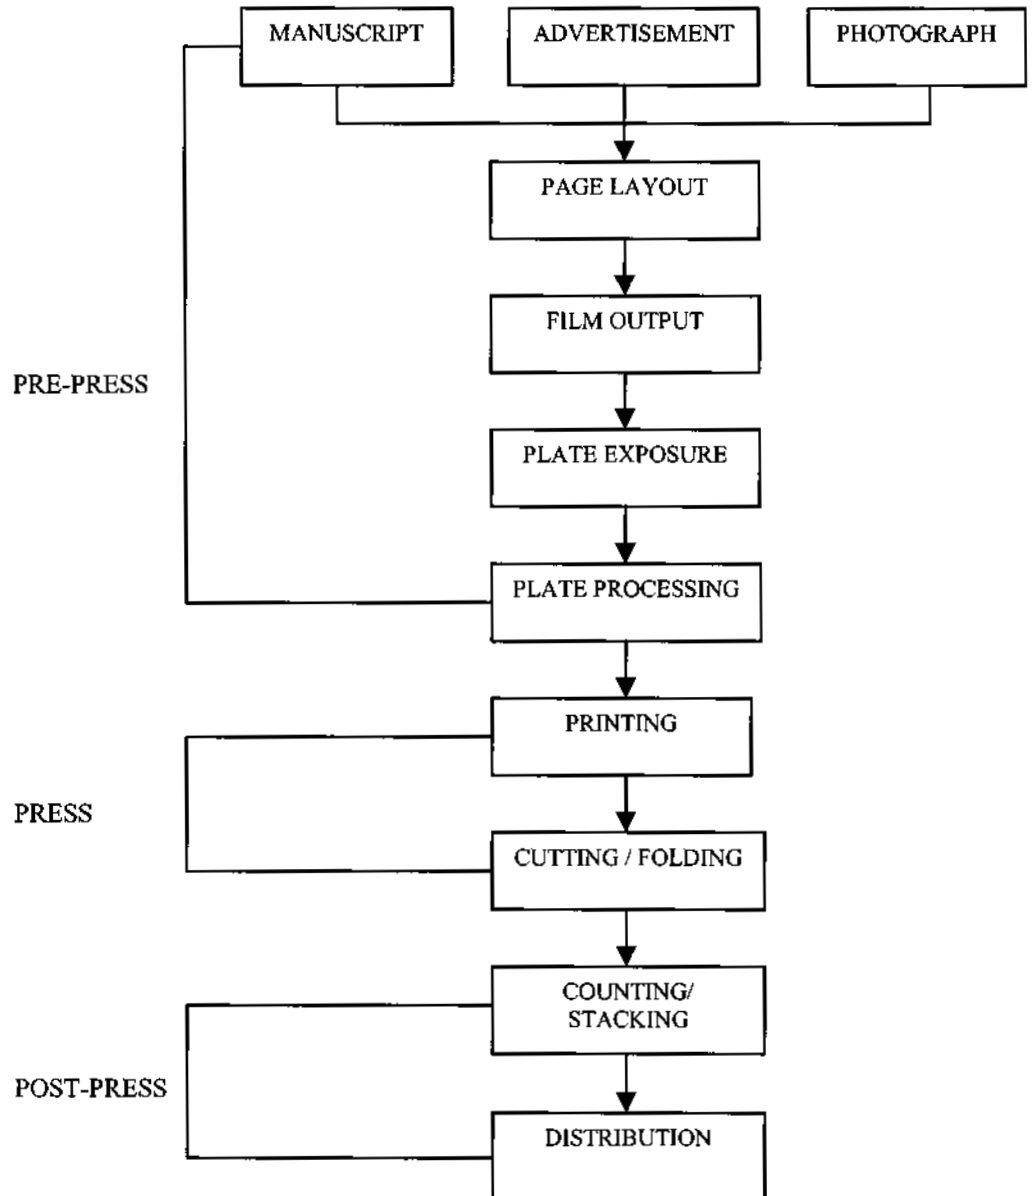 MANUSCRIPT
ADVERTISEMENT
PHOTOGRAPH
PAGE LAYOUT
FILM OUTPUT
PRE-PRESS
PLATE EXPOSURE
PLATE PROCESSING
PRINTING
PRESS
CUTTING / FOLDING
COUNTING/
STACKING
POST-PRESS
DISTRIBUTION